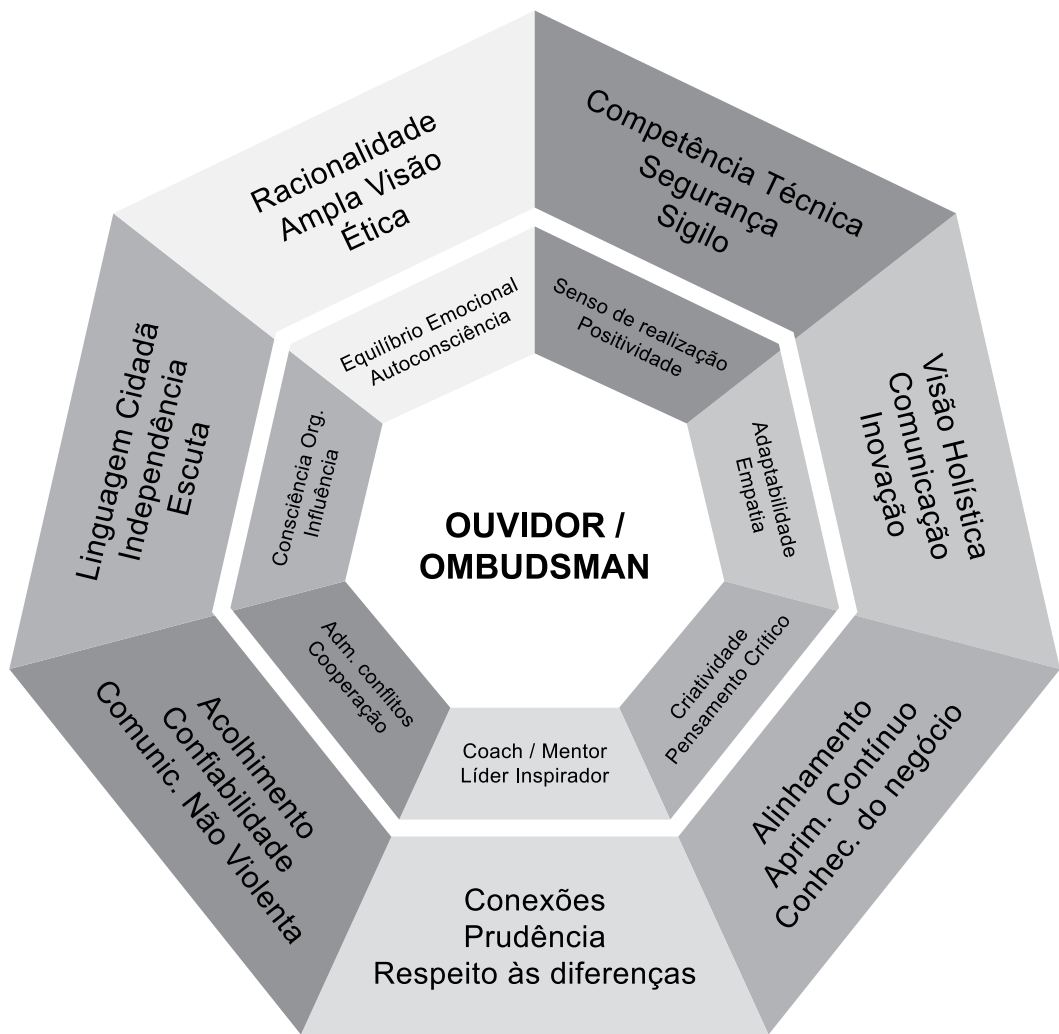 Racionalidade
Ampla Visão
Ética
Competência Técnica
Segurança
Sigilo
Visão Holística
Comunicação
Inovação
Alinhamento
Aprim. Contínuo
Conhec. do negócio
Conexões
Prudência
Respeito às diferenças
Acolhimento
Confiabilidade
Comunic. Não Violenta
Linguagem Cidadã
Independência
Escuta
Equilíbrio Emocional
Autoconsciência
Senso de realização
Positividade
Adaptabilidade
Empatia
Criatividade
Pensamento Crítico
Coach / Mentor
Líder Inspirador
Adm. conflitos
Cooperação
Consciência Org.
Influência
OUVIDOR /
OMBUDSMAN